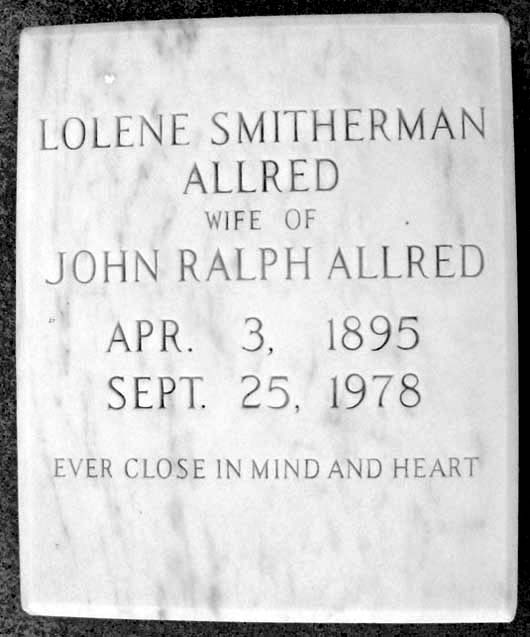 LOLENE SMITHERMAN
ALLRED
WIFE OF
JOHN RALPH ALLRED
APR. 3, 1895
SEPT. 25, 1978
EVER CLOSE IN MIND AND HEART